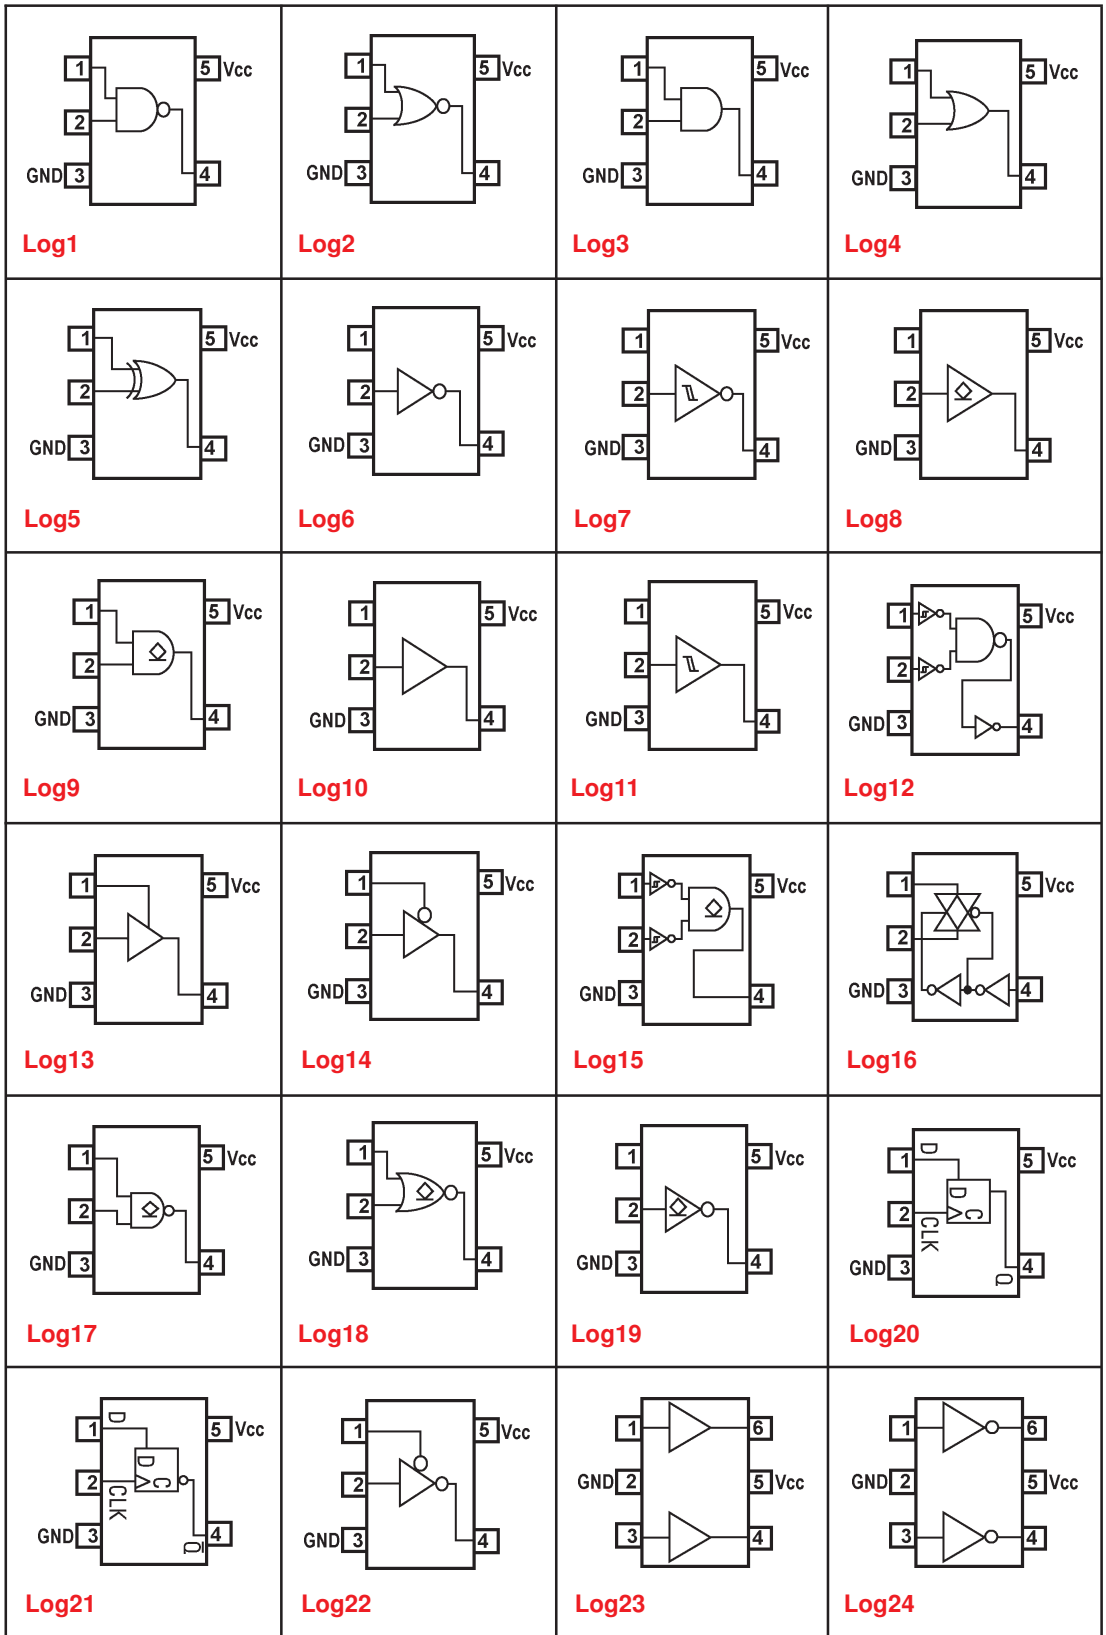 1 5 Vcc
2
GND 3 4
Log1
1 5 Vcc
2
GND 3 4
Log2
1 5 Vcc
2
GND 3 4
Log3
1 5 Vcc
2
GND 3 4
Log4
1 5 Vcc
2
GND 3 4
Log5
1 5 Vcc
2
GND 3 4
Log6
1 5 Vcc
2
GND 3 4
Log7
1 5 Vcc
2
GND 3 4
Log8
1 5 Vcc
2
GND 3 4
Log9
1 5 Vcc
2
GND 3 4
Log10
1 5 Vcc
2
GND 3 4
Log11
1 5 Vcc
2
GND 3 4
Log12
1 5 Vcc
2
GND 3 4
Log13
1 5 Vcc
2
GND 3 4
Log14
1 5 Vcc
2
GND 3 4
Log15
1 5 Vcc
2
GND 3 4
Log16
1 5 Vcc
2
GND 3 4
Log17
1 5 Vcc
2
GND 3 4
Log18
1 5 Vcc
2
GND 3 4
Log19
D
1 5 Vcc
D
C
2
CLK
GND 3 4
Q
Log20
D
1 5 Vcc
D
C
2
CLK
GND 3 4
Q̅
Log21
1 5 Vcc
2
GND 3 4
Log22
1 6
GND 2 5 Vcc
3 4
Log23
1 6
GND 2 5 Vcc
3 4
Log24